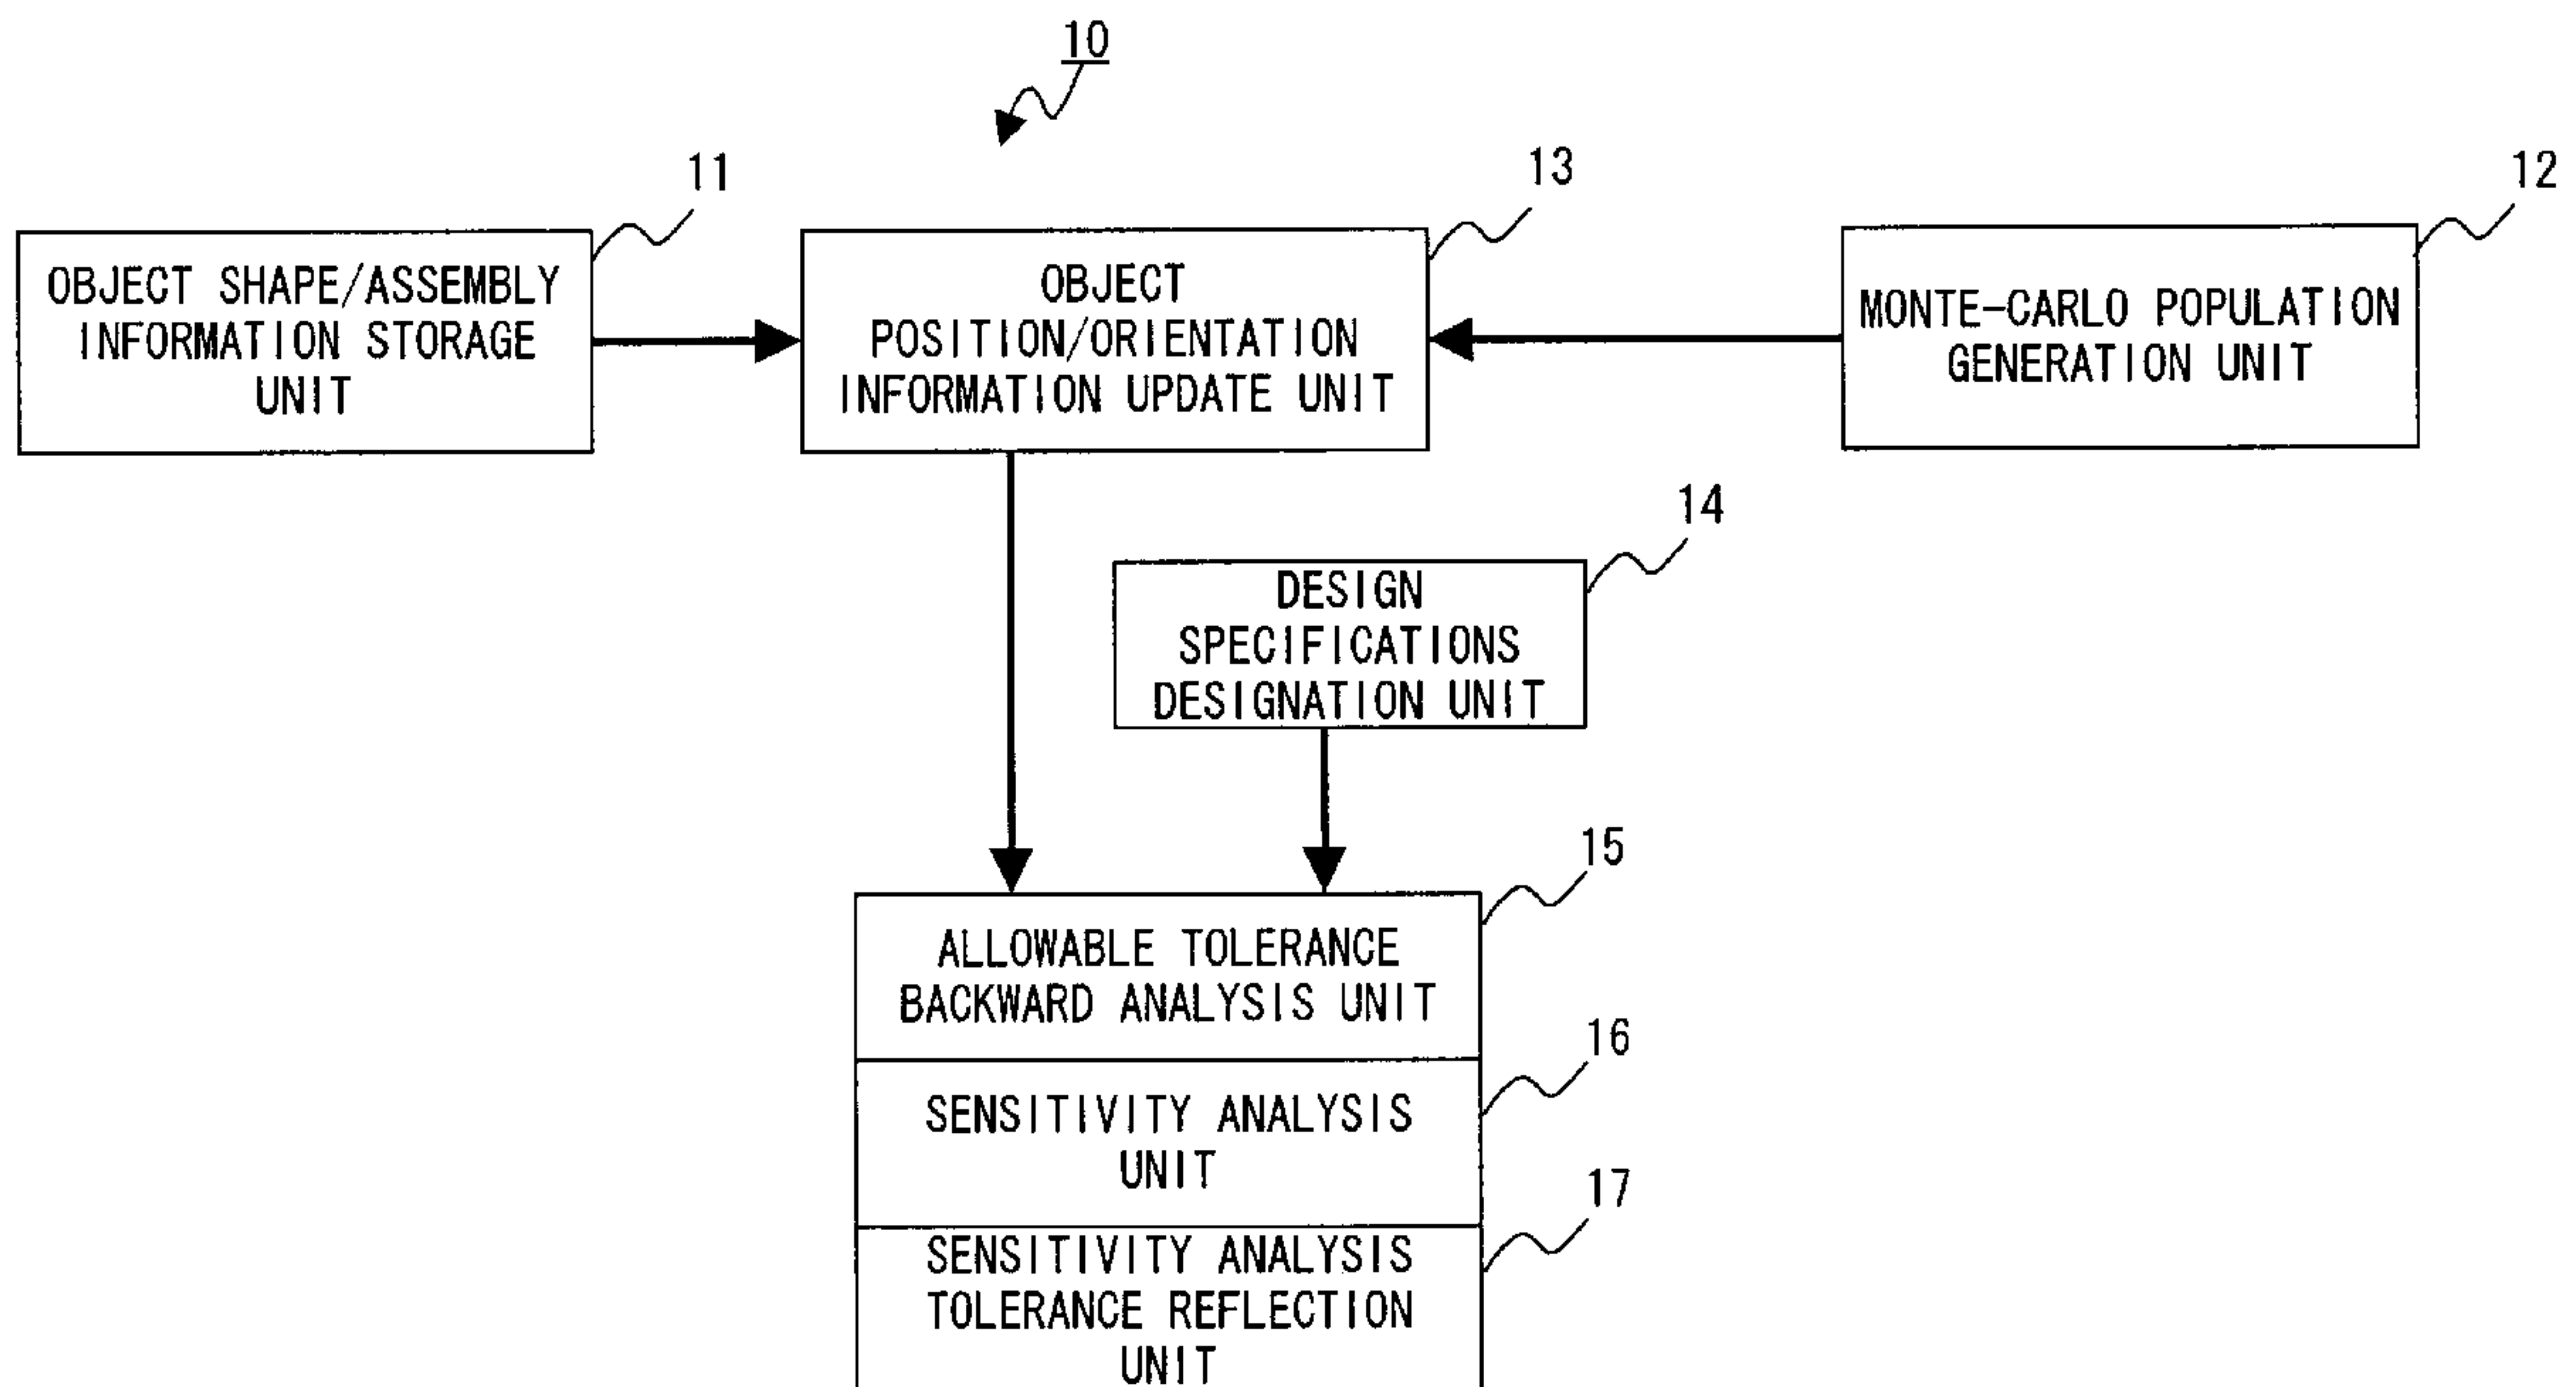 10
11
OBJECT SHAPE/ASSEMBLY
INFORMATION STORAGE
UNIT
13
OBJECT
POSITION/ORIENTATION
INFORMATION UPDATE UNIT
12
MONTE-CARLO POPULATION
GENERATION UNIT
14
DESIGN
SPECIFICATIONS
DESIGNATION UNIT
15
ALLOWABLE TOLERANCE
BACKWARD ANALYSIS UNIT
16
SENSITIVITY ANALYSIS
UNIT
17
SENSITIVITY ANALYSIS
TOLERANCE REFLECTION
UNIT